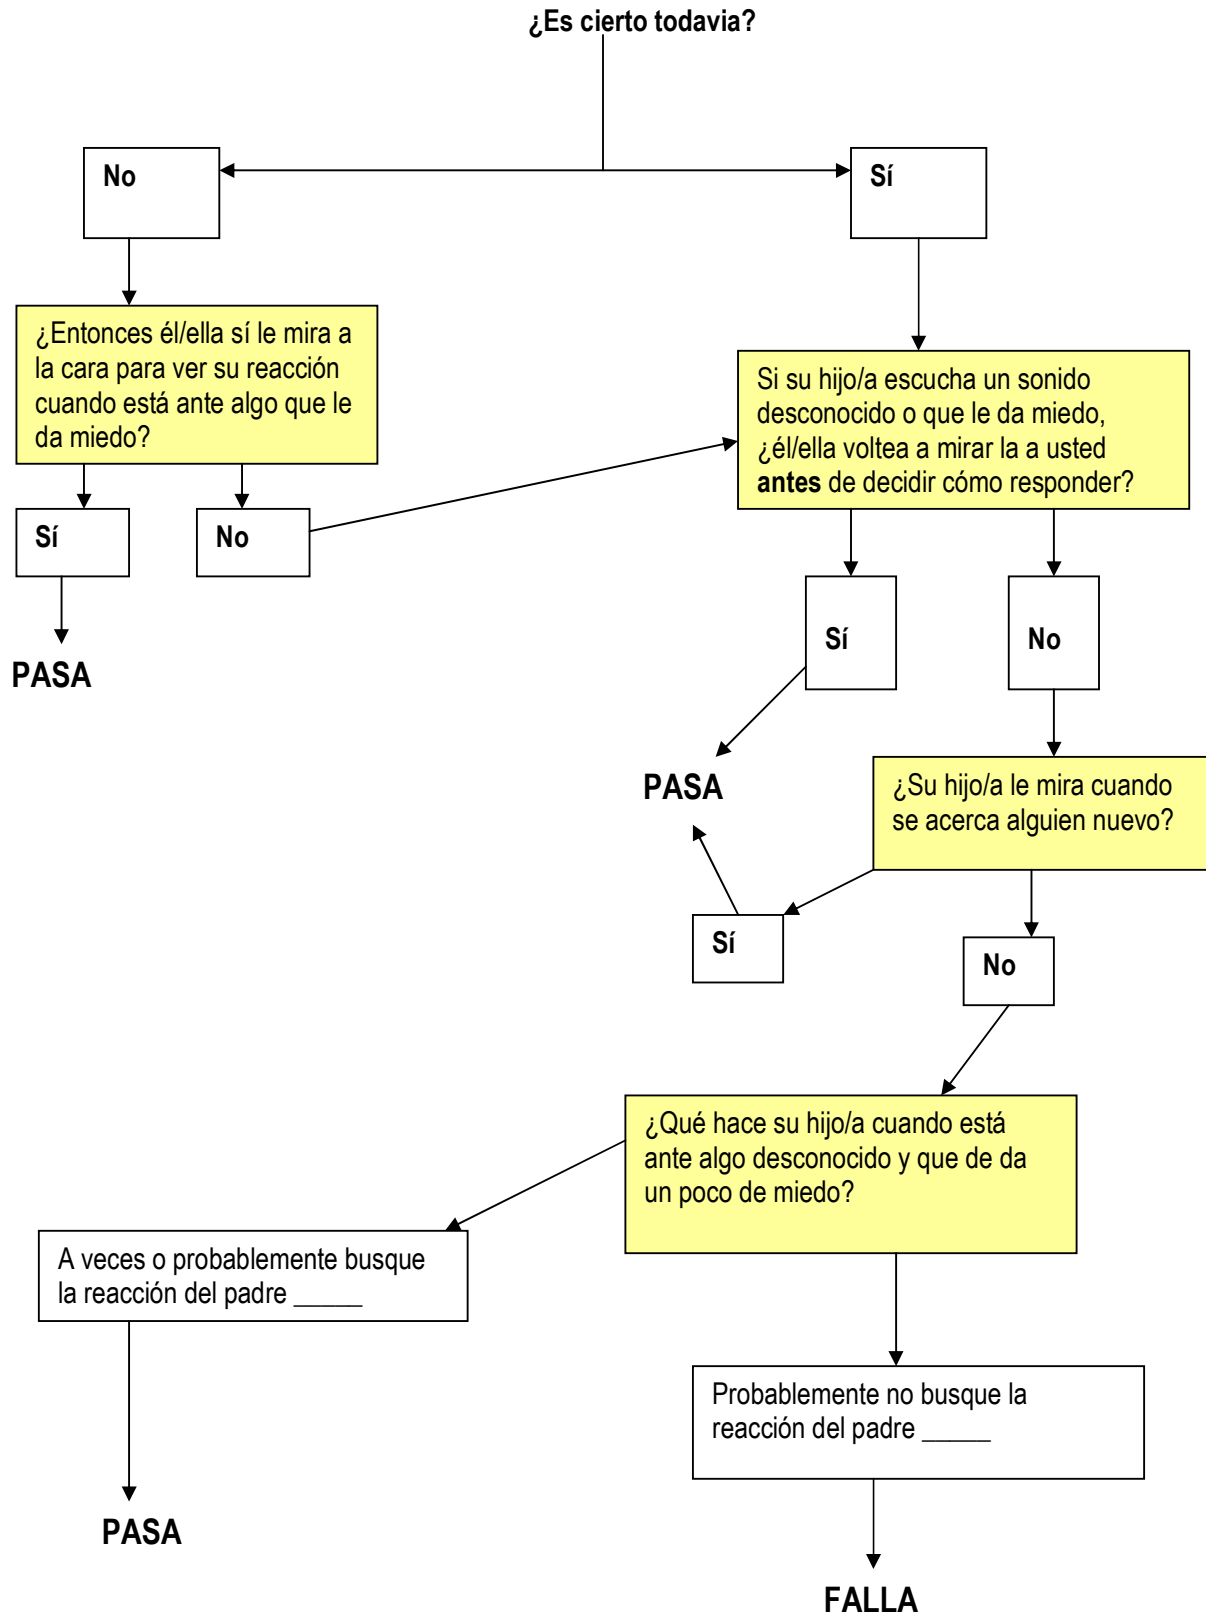 ¿Es cierto todavia?
No
Sí
¿Entonces él/ella sí le mira a
la cara para ver su reacción
cuando está ante algo que le
da miedo?
Si su hijo/a escucha un sonido
desconocido o que le da miedo,
¿él/ella voltea a mirar la a usted
antes de decidir cómo responder?
Sí
No
PASA
Sí
No
PASA
¿Su hijo/a le mira cuando
se acerca alguien nuevo?
Sí
No
¿Qué hace su hijo/a cuando está
ante algo desconocido y que de da
un poco de miedo?
A veces o probablemente busque
la reacción del padre _____
Probablemente no busque la
reacción del padre _____
PASA
FALLA